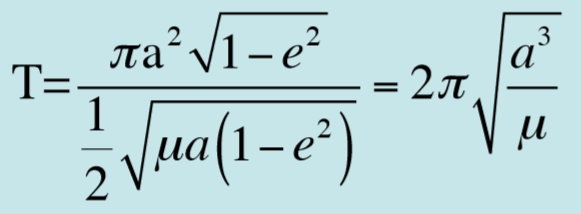 T= πa²√(1−e²) / ½√(μa(1−e²)) = 2π√(a³/μ)